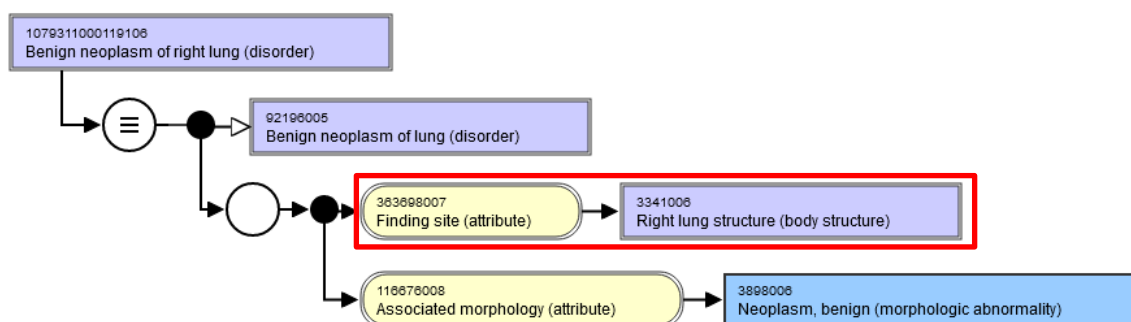 1079311000119106
Benign neoplasm of right lung (disorder)
92196005
Benign neoplasm of lung (disorder)
363698007
Finding site (attribute)
3341006
Right lung structure (body structure)
116676008
Associated morphology (attribute)
3898006
Neoplasm, benign (morphologic abnormality)